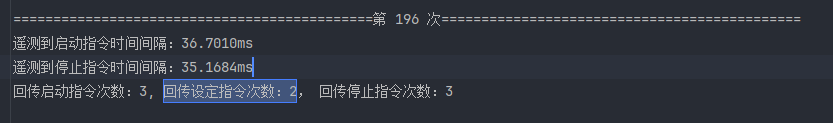 =============================================第 196 次=============================================
遥测到启动指令时间间隔：36.7010ms
遥测到停止指令时间间隔：35.1684ms
回传启动指令次数：3, 回传设定指令次数：2， 回传停止指令次数：3